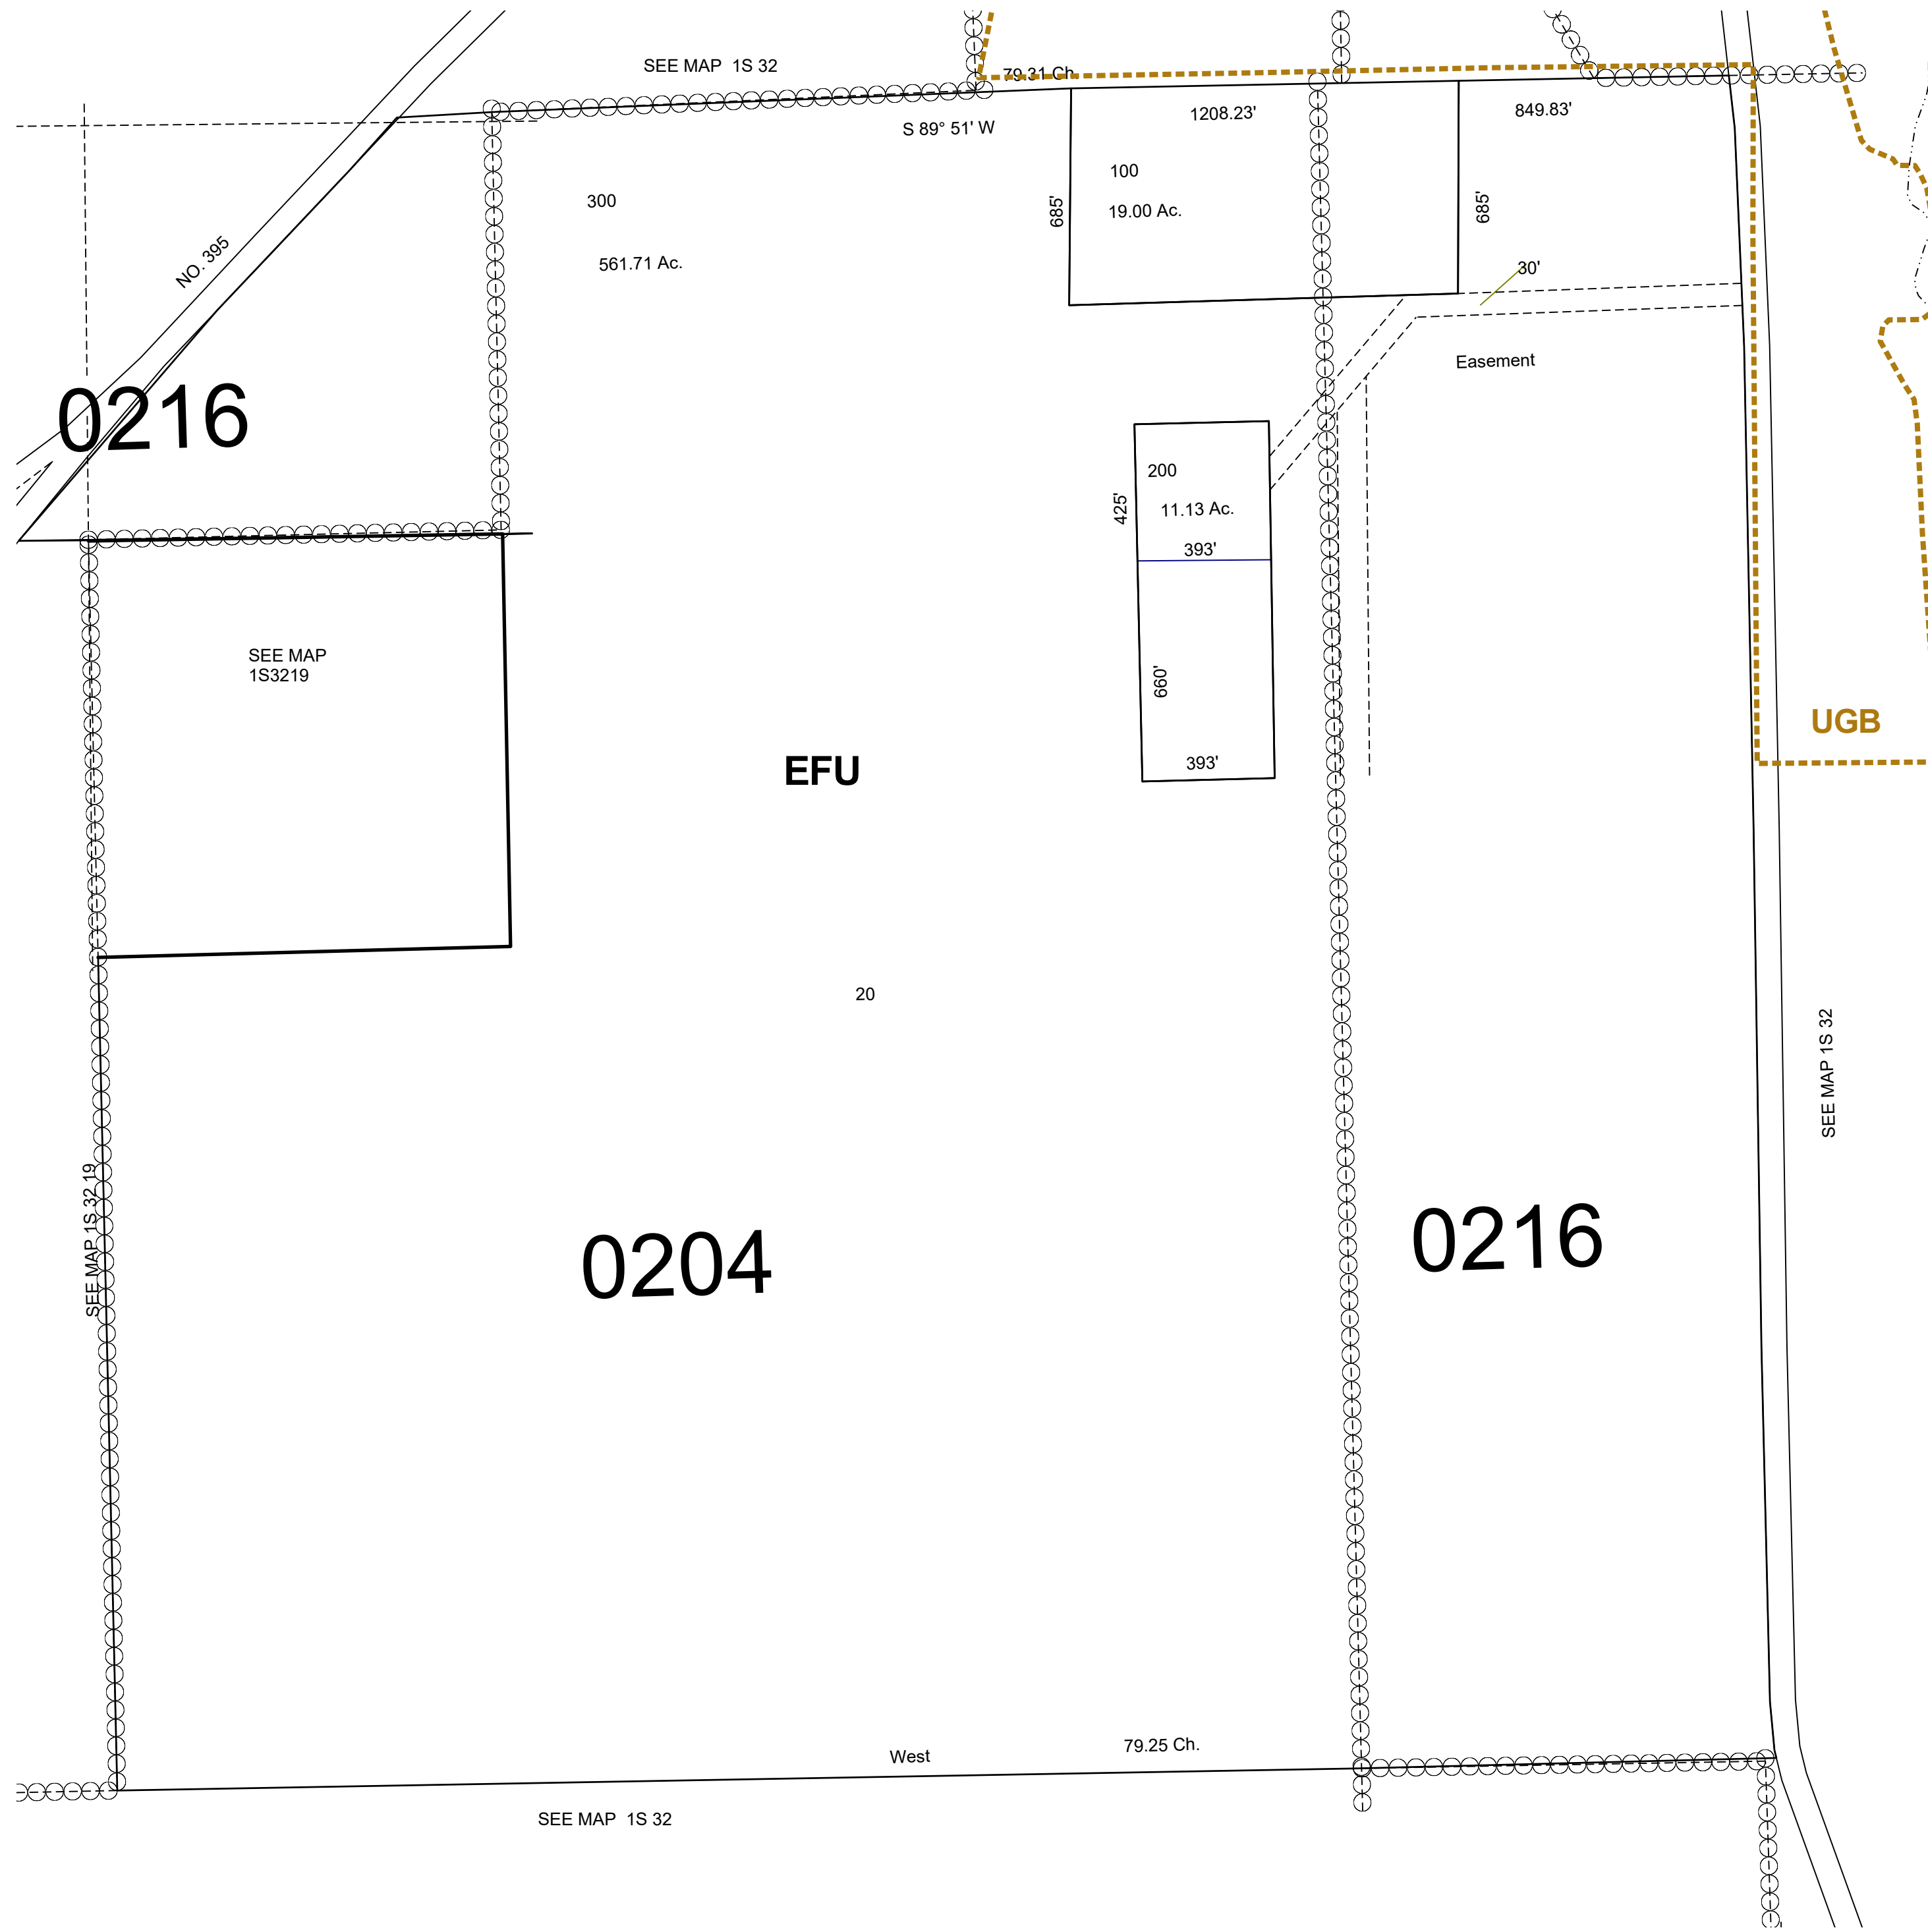 SEE MAP  1S 32
79.31 Ch.
S 89° 51' W
1208.23'
849.83'
100
19.00 Ac.
685'
685'
300
561.71 Ac.
NO. 395
30'
Easement
0216
200
425'
11.13 Ac.
393'
SEE MAP
1S3219
660'
393'
EFU
UGB
20
SEE MAP 1S 32
SEE MAP 1S 32 19
0204
0216
West
79.25 Ch.
SEE MAP  1S 32